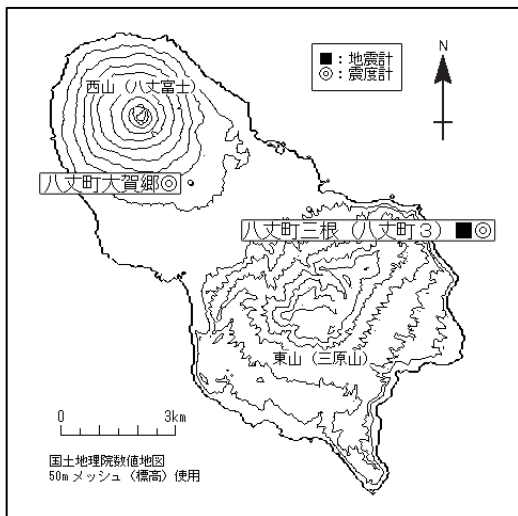 ■：地震計
◎：震度計
N
西山（八丈富士）
八丈町大賀郷◎
八丈町三根（八丈町３）■◎
東山（三原山）
0 3km
国土地理院数値地図
50mメッシュ（標高）使用